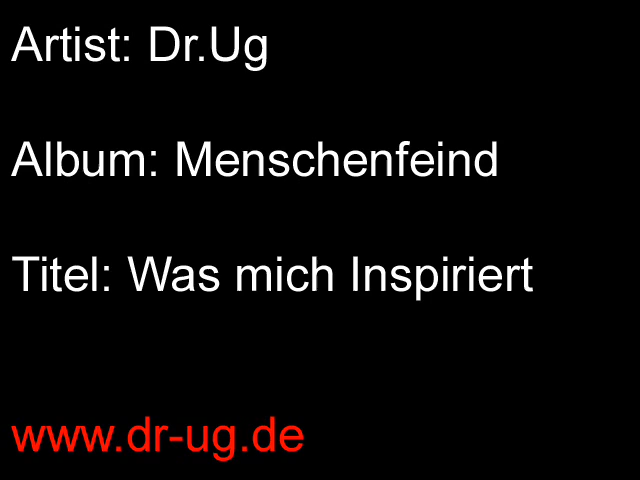 Artist: Dr.Ug
Album: Menschenfeind
Titel: Was mich Inspiriert
www.dr-ug.de